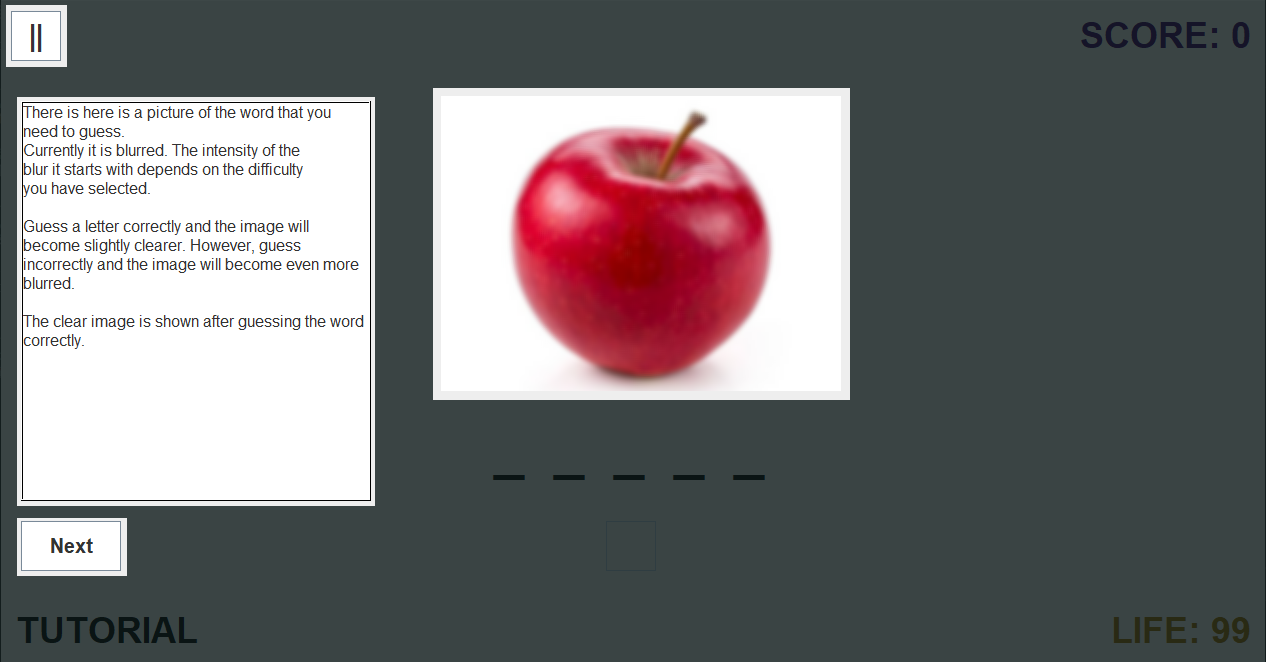 ||
SCORE: 0
There is here is a picture of the word that you
need to guess.
Currently it is blurred. The intensity of the
blur it starts with depends on the difficulty
you have selected.
Guess a letter correctly and the image will
become slightly clearer. However, guess
incorrectly and the image will become even more
blurred.
The clear image is shown after guessing the word
correctly.
_ _ _ _ _
Next
TUTORIAL
LIFE: 99